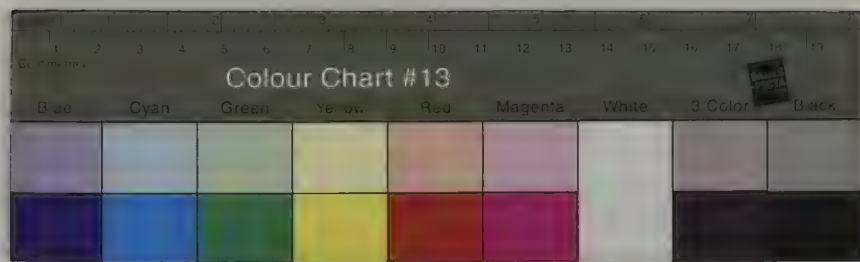 1 2 3 4 5 6 7 8
1 2 3 4 5 6 7 8 9 10 11 12 13 14 15 16 17 18 19
Centimetres
Colour Chart #13
Blue Cyan Green Yellow Red Magenta White 3/Color Black